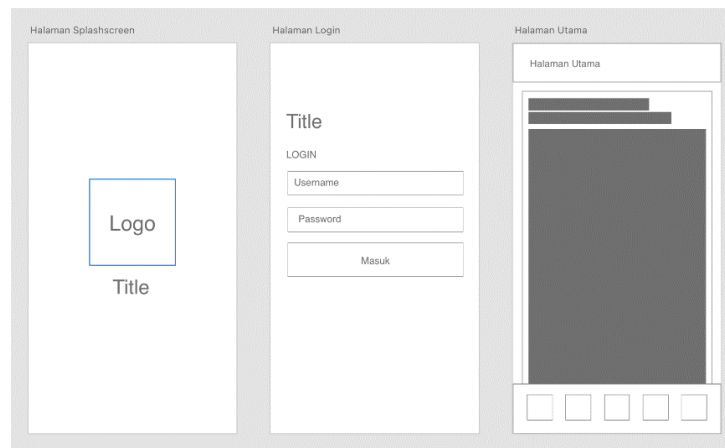 Halaman Splashscreen
Logo
Title
Halaman Login
Title
LOGIN
Username
Password
Masuk
Halaman Utama
Halaman Utama